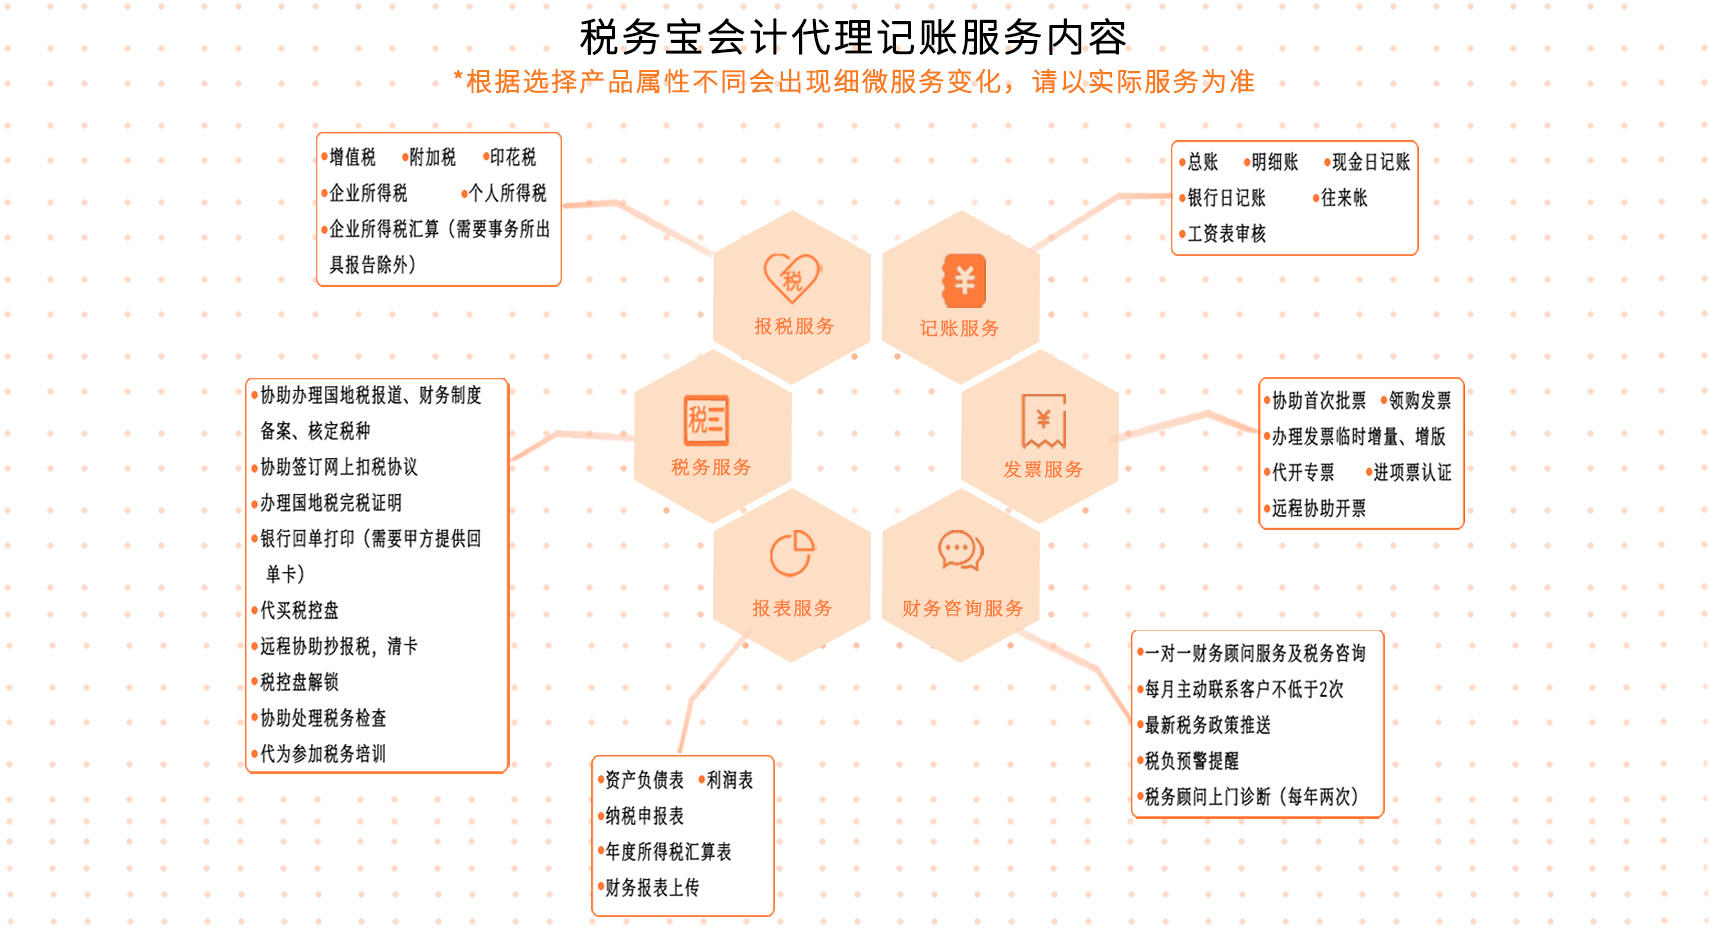 税务宝会计代理记账服务内容
*根据选择产品属性不同会出现细微服务变化，请以实际服务为准
•增值税 •附加税 •印花税
•企业所得税 •个人所得税
•企业所得税汇算（需要事务所出
具报告除外）
•总账 •明细账 •现金日记账
•银行日记账 •往来帐
•工资表审核
税
报税服务
¥
记账服务
•协助办理国地税报道、财务制度
备案、核定税种
•协助签订网上扣税协议
•办理国地税完税证明
•银行回单打印（需要甲方提供回
单卡）
•代买税控盘
•远程协助抄报税，清卡
•税控盘解锁
•协助处理税务检查
•代为参加税务培训
税
税务服务
¥
发票服务
•协助首次批票 •领购发票
•办理发票临时增量、增版
•代开专票 •进项票认证
•远程协助开票
报表服务
财务咨询服务
•资产负债表 •利润表
•纳税申报表
•年度所得税汇算表
•财务报表上传
•一对一财务顾问服务及税务咨询
•每月主动联系客户不低于2次
•最新税务政策推送
•税负预警提醒
•税务顾问上门诊断（每年两次）